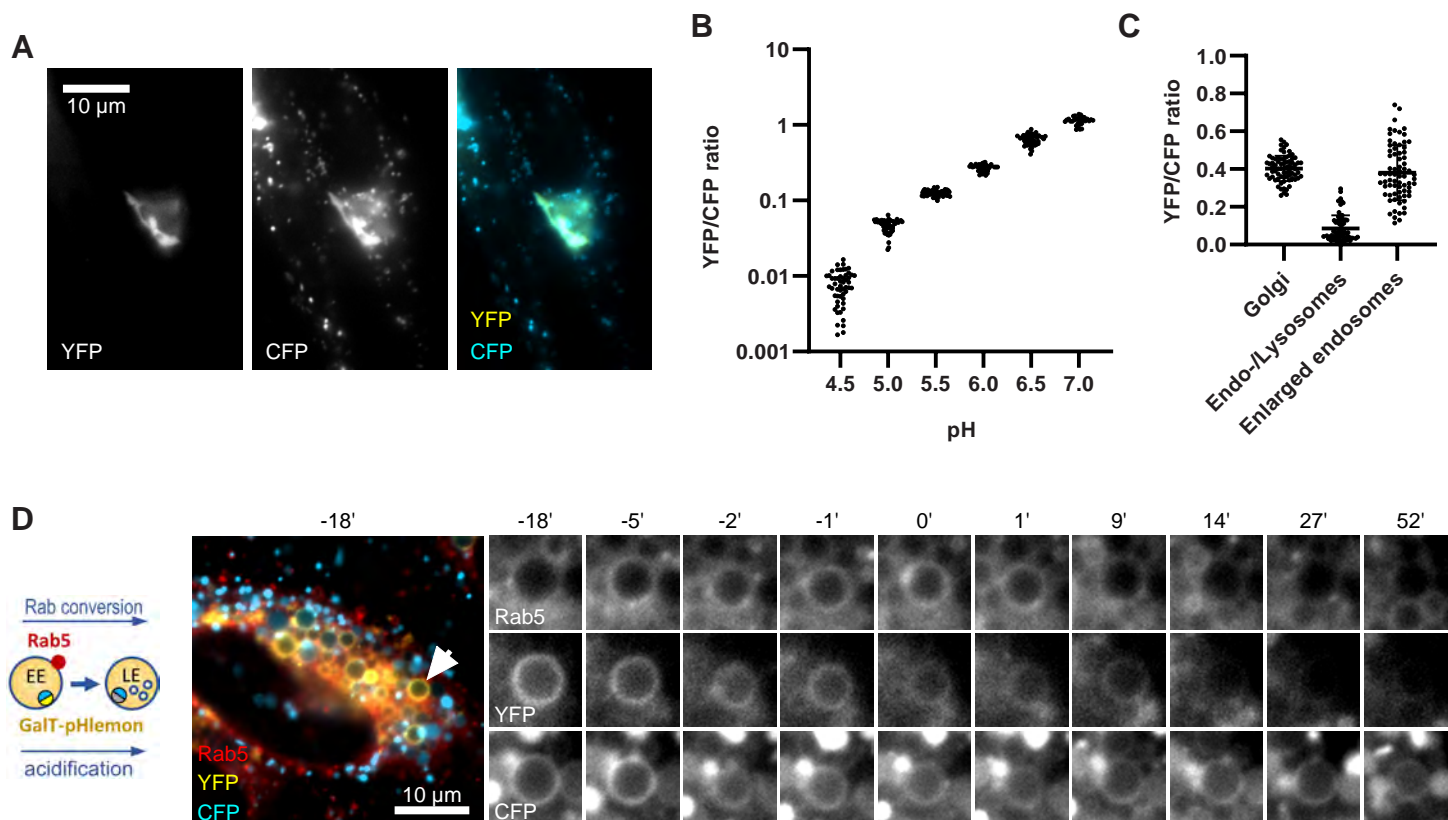 A
10 µm
YFP
CFP
YFP
CFP
B
YFP/CFP ratio
10
1
0.1
0.01
0.001
4.5 5.0 5.5 6.0 6.5 7.0
pH
C
YFP/CFP ratio
1.0
0.8
0.6
0.4
0.2
0.0
Golgi
Endo-/Lysosomes
Enlarged endosomes
D
Rab conversion
Rab5
EE
LE
GalT-pHlemon
acidification
-18'
Rab5
YFP
CFP
10 µm
-18' -5' -2' -1' 0' 1' 9' 14' 27' 52'
Rab5
YFP
CFP